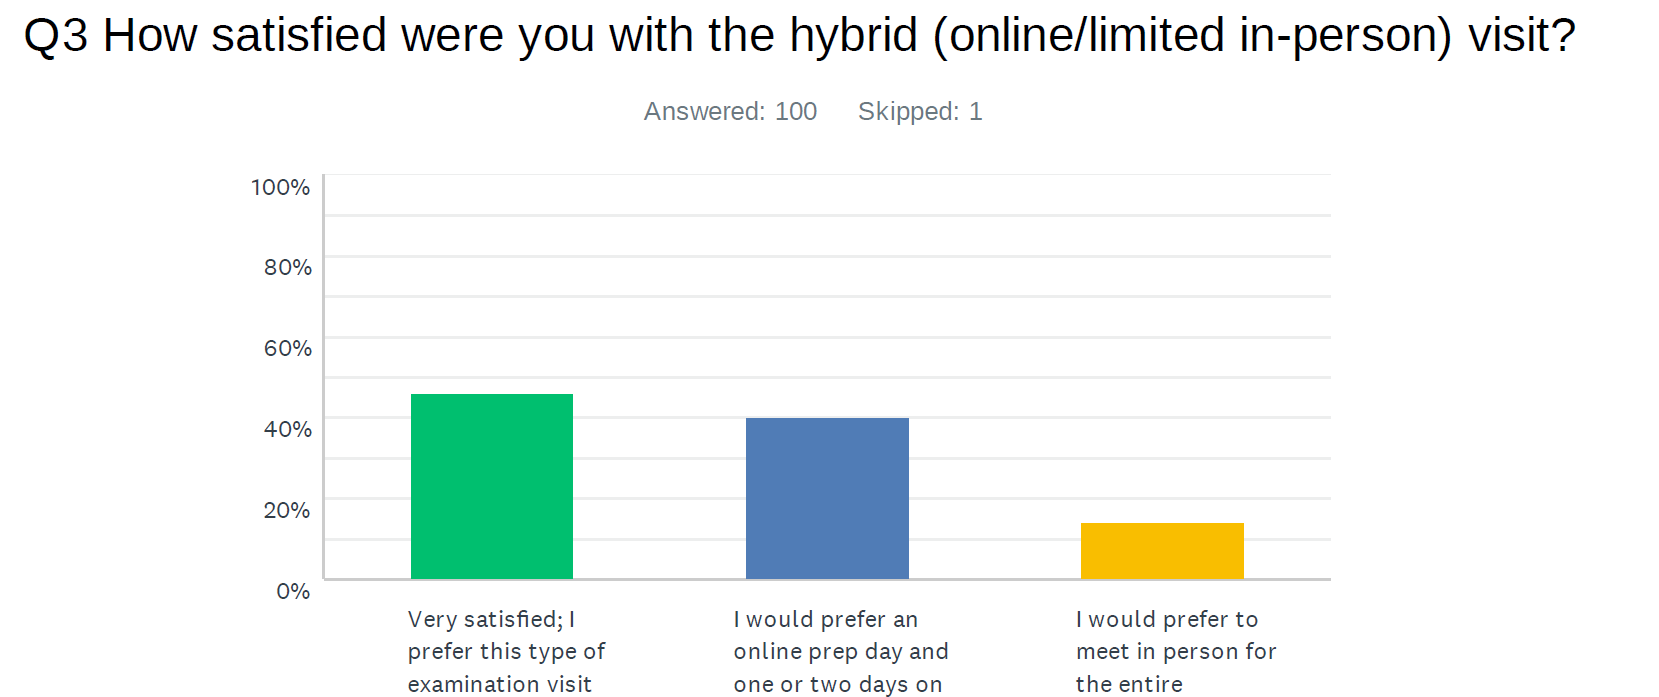 Q3 How satisfied were you with the hybrid (online/limited in-person) visit?
Answered: 100 Skipped: 1
100%
80%
60%
40%
20%
0%
Very satisfied; I
prefer this type of
examination visit
I would prefer an
online prep day and
one or two days on
I would prefer to
meet in person for
the entire